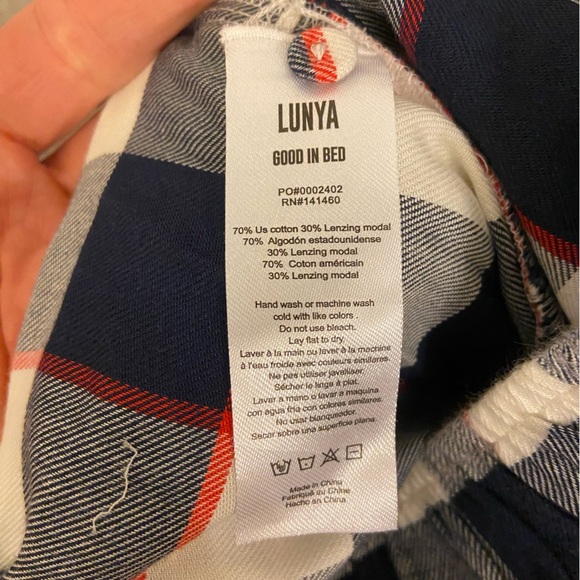 LUNYA
GOOD IN BED
PO#0002402
RN#141460
70% Us cotton 30% Lenzing modal
70% Algodón estadounidense
30% Lenzing modal
70% Coton américain
30% Lenzing modal
Hand wash or machine wash
cold with like colors .
Do not use bleach.
Lay flat to dry.
Laver à la main ou laver à la machine
à l'eau froide avec couleurs similaires.
Ne pas utiliser javelliser.
Sécher le linge à plat.
Lavar a mano o lavar a maquina
con agua fria con colores similares.
No usar blanqueador.
Secar sobre una superficie plana.
Made in China
Fabriqué au Chine
Hecho an China